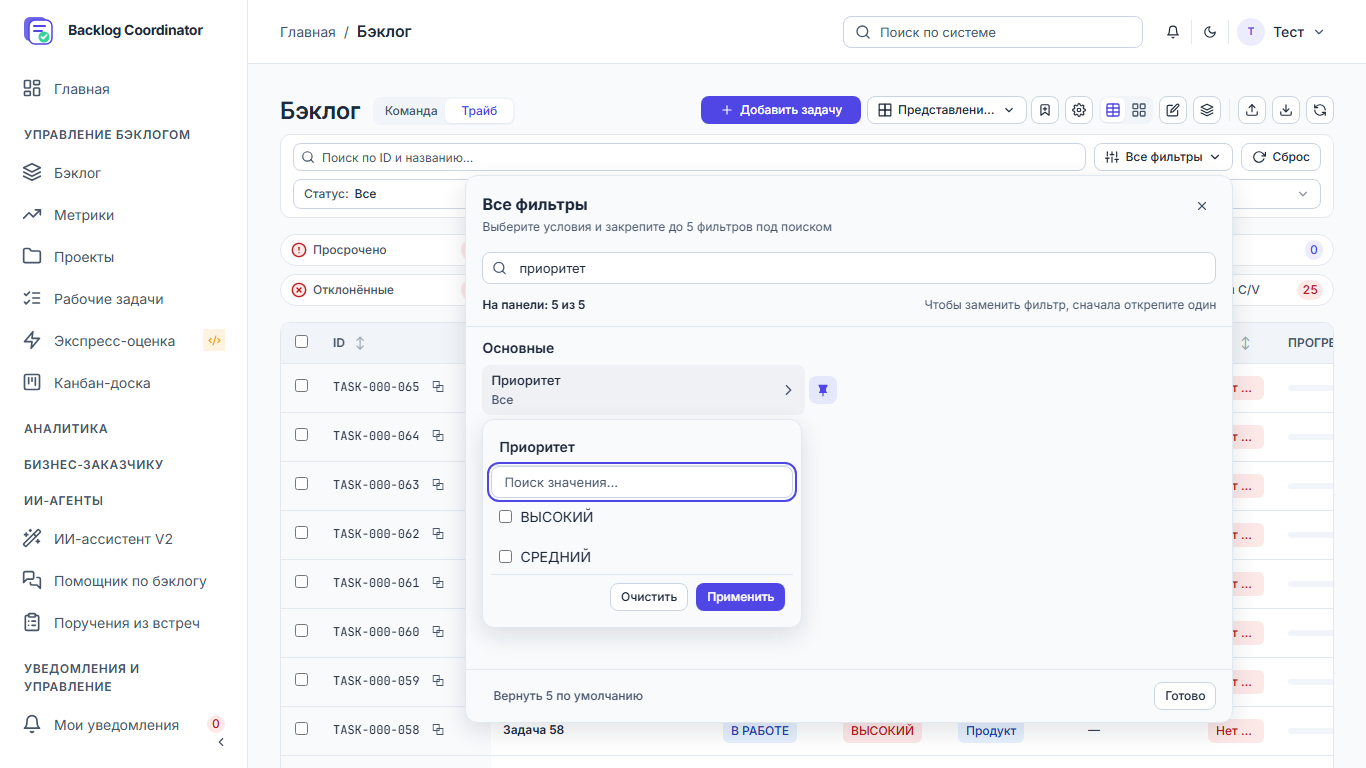 Backlog Coordinator
Главная / Бэклог
Поиск по системе
Т Тест
Главная
УПРАВЛЕНИЕ БЭКЛОГОМ
Бэклог
Метрики
Проекты
Рабочие задачи
Экспресс-оценка
Канбан-доска
АНАЛИТИКА
БИЗНЕС-ЗАКАЗЧИКУ
ИИ-АГЕНТЫ
ИИ-ассистент V2
Помощник по бэклогу
Поручения из встреч
УВЕДОМЛЕНИЯ И
УПРАВЛЕНИЕ
Мои уведомления 0
Бэклог Команда Трайб
Добавить задачу Представлени...
Поиск по ID и названию... Все фильтры Сброс
Статус: Все
Просрочено 0
Отклонённые C/V 25
ID ПРОГРЕ
TASK-000-065 т ...
TASK-000-064 т ...
TASK-000-063 т ...
TASK-000-062 т ...
TASK-000-061 т ...
TASK-000-060 т ...
TASK-000-059 т ...
TASK-000-058 Задача 58 В РАБОТЕ ВЫСОКИЙ Продукт — Нет ...
Все фильтры
Выберите условия и закрепите до 5 фильтров под поиском
приоритет
На панели: 5 из 5 Чтобы заменить фильтр, сначала открепите один
Основные
Приоритет
Все
Приоритет
Поиск значения...
ВЫСОКИЙ
СРЕДНИЙ
Очистить Применить
Вернуть 5 по умолчанию Готово